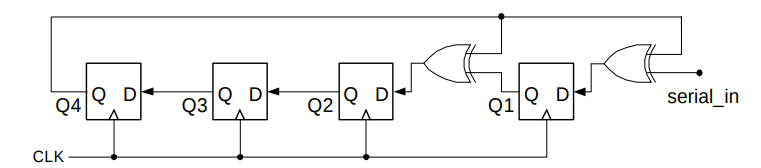 Q D Q D Q D Q D
Q4 Q3 Q2 Q1 serial_in
CLK